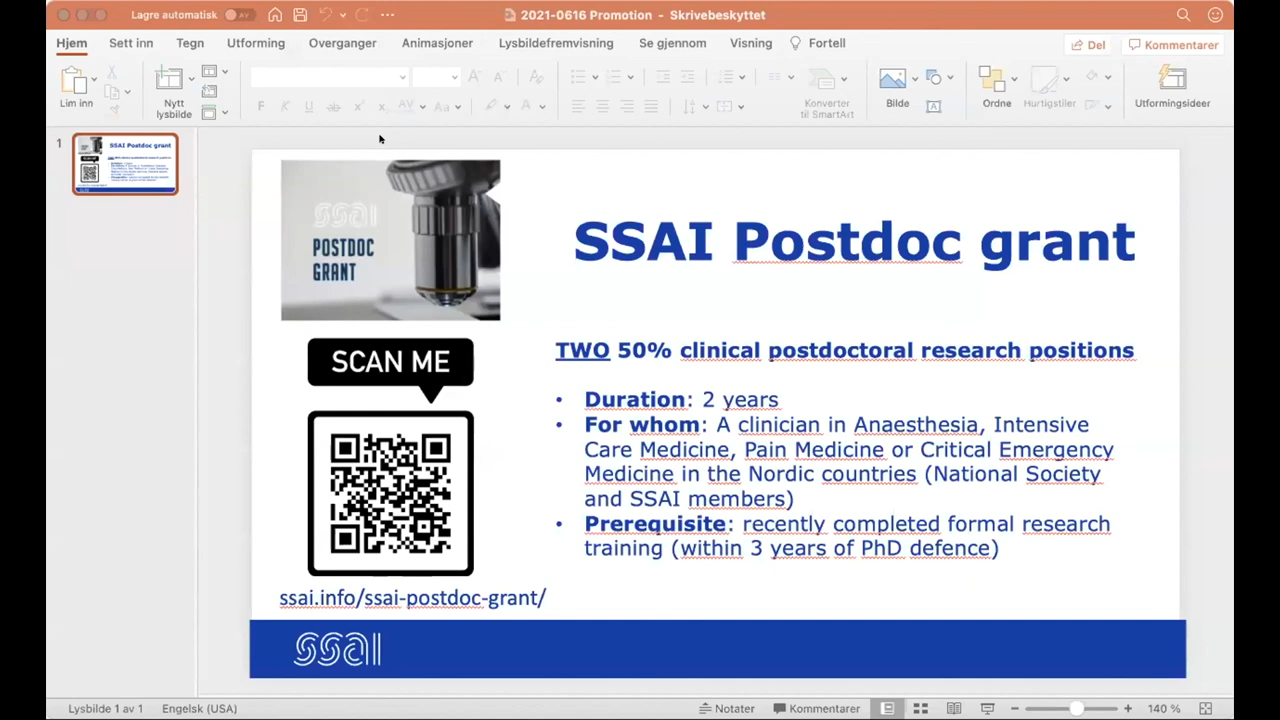 Lagre automatisk
AV
2021-0616 Promotion - Skrivebeskyttet
Hjem
Sett inn
Tegn
Utforming
Overganger
Animasjoner
Lysbildefremvisning
Se gjennom
Visning
Fortell
Del
Kommentarer
Lim inn
Nytt
lysbilde
Konverter
til SmartArt
Bilde
Ordne
Hurtigstiler
Utformingsideer
1
ssai
POSTDOC
GRANT
SSAI Postdoc grant
SCAN ME
TWO 50% clinical postdoctoral research positions
• Duration: 2 years
• For whom: A clinician in Anaesthesia, Intensive
Care Medicine, Pain Medicine or Critical Emergency
Medicine in the Nordic countries (National Society
and SSAI members)
• Prerequisite: recently completed formal research
training (within 3 years of PhD defence)
ssai.info/ssai-postdoc-grant/
ssai
Lysbilde 1 av 1
Engelsk (USA)
Notater
Kommentarer
140 %